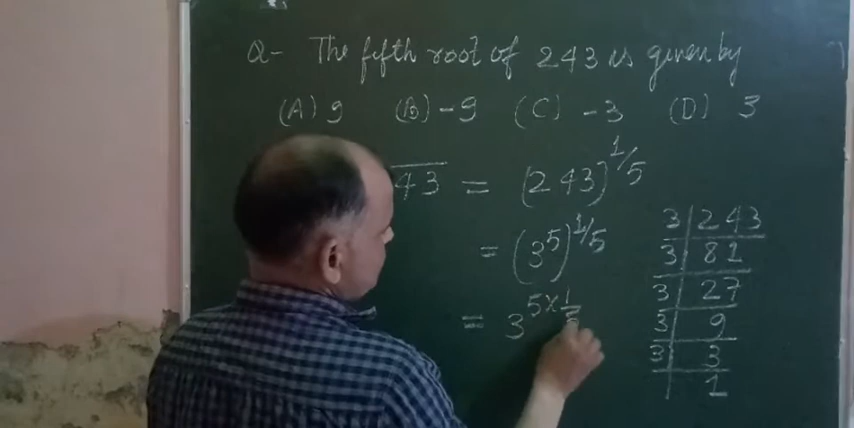 Q- The fifth root of 243 is given by
(A) 9 (B) -9 (C) -3 (D) 3
43 = (243)^1/5
= (3^5)^1/5
= 3^5×1/5
3 | 243
3 | 81
3 | 27
3 | 9
3 | 3
| 1